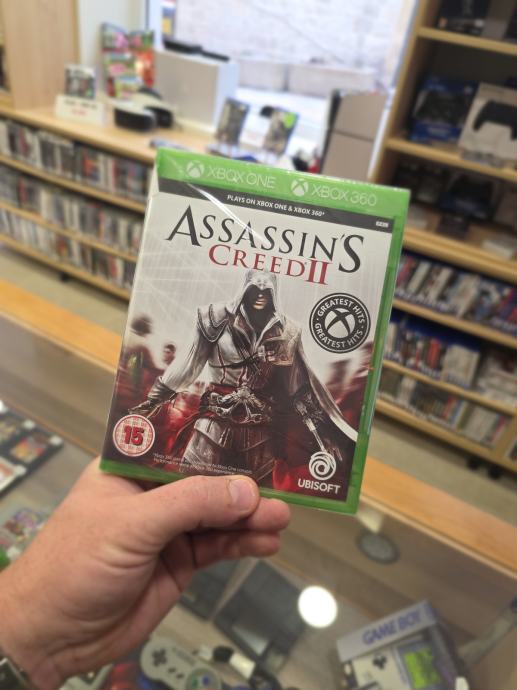 XBOX ONE XBOX 360
PLAYS ON XBOX ONE & XBOX 360*
ASSASSIN'S
CREED II
GREATEST HITS
GREATEST HITS
15
UBISOFT
GAME BOY